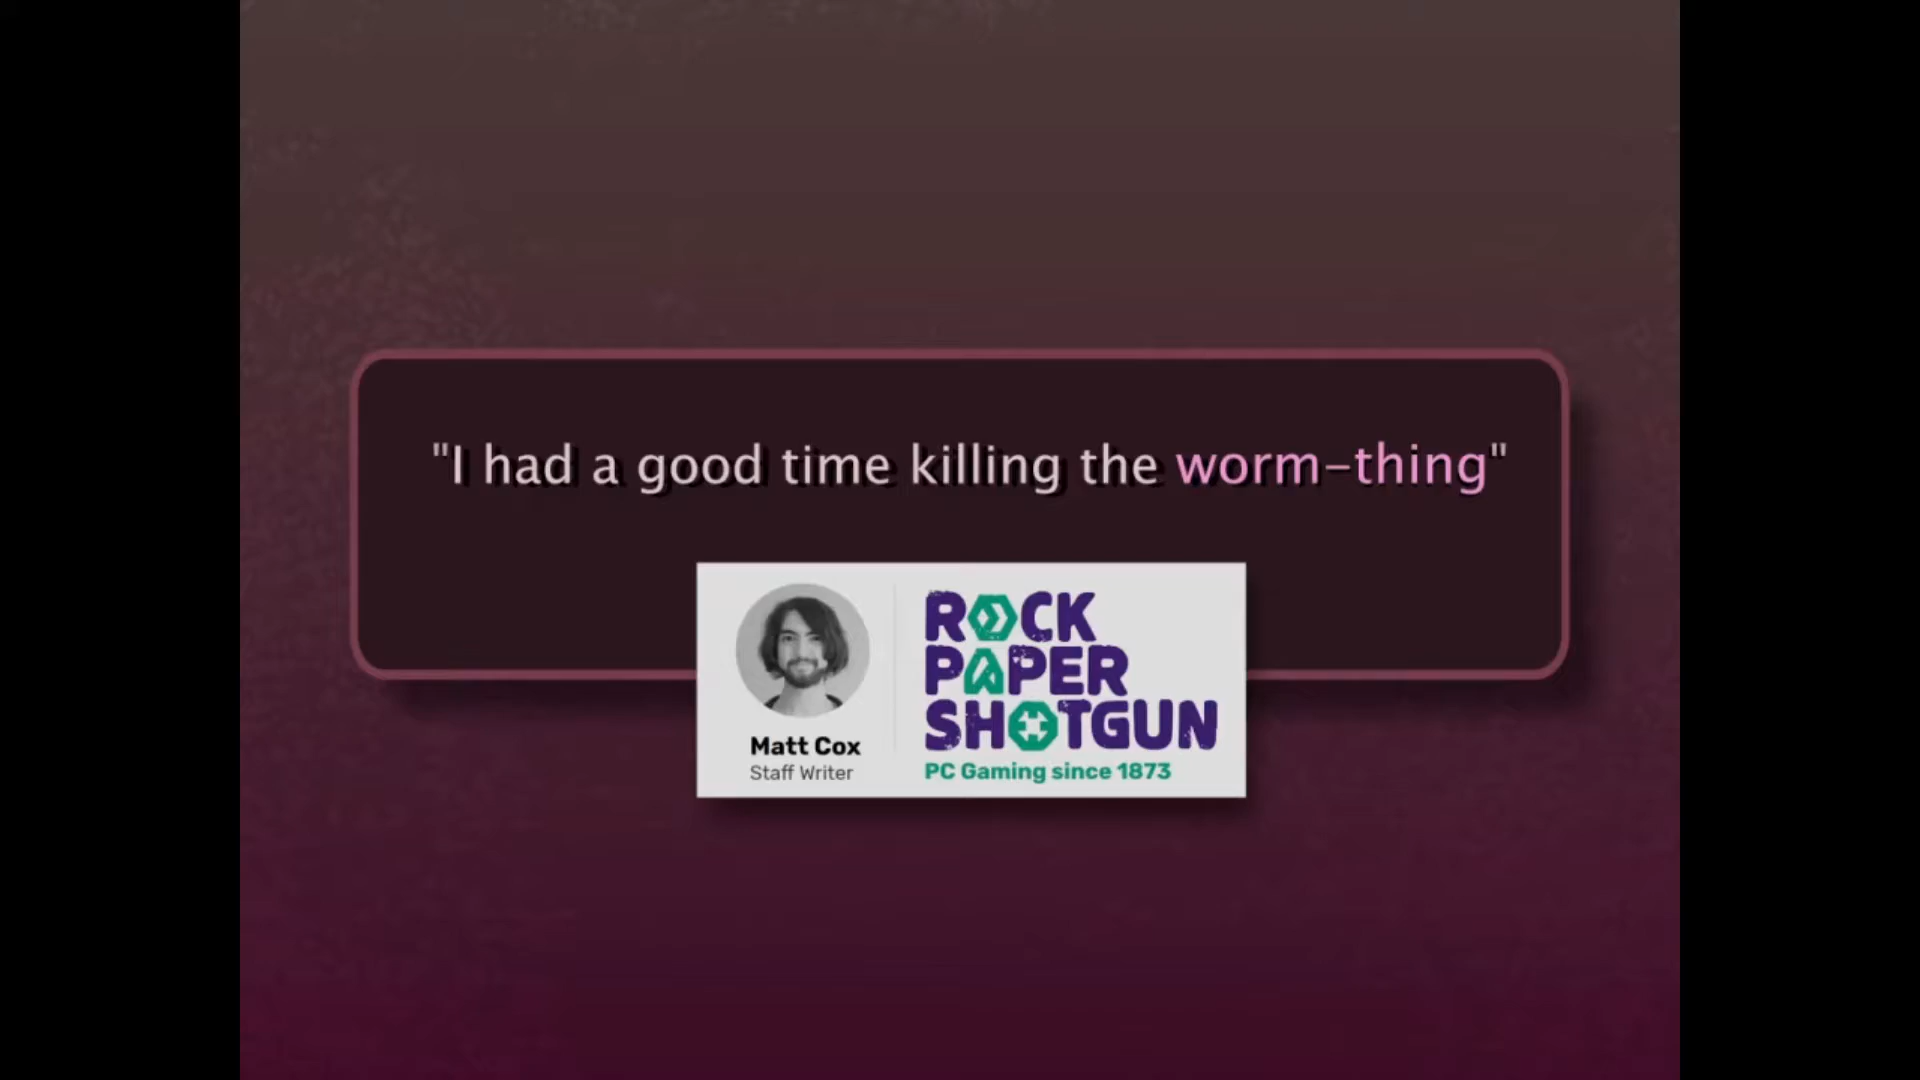 "I had a good time killing the worm-thing"
Matt Cox
Staff Writer
ROCK
PAPER
SHOTGUN
PC Gaming since 1873